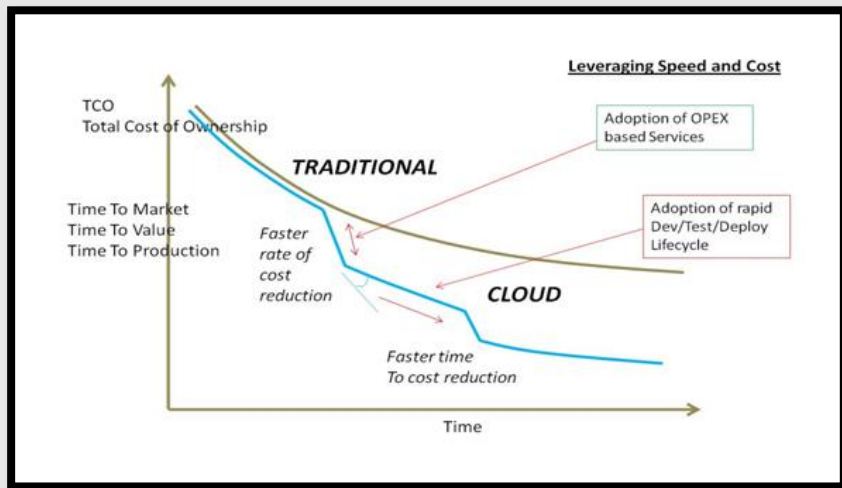 Leveraging Speed and Cost
TCO
Total Cost of Ownership
Adoption of OPEX
based Services
TRADITIONAL
Time To Market
Time To Value
Time To Production
Adoption of rapid
Dev/Test/Deploy
Lifecycle
Faster
rate of
cost
reduction
CLOUD
Faster time
To cost reduction
Time